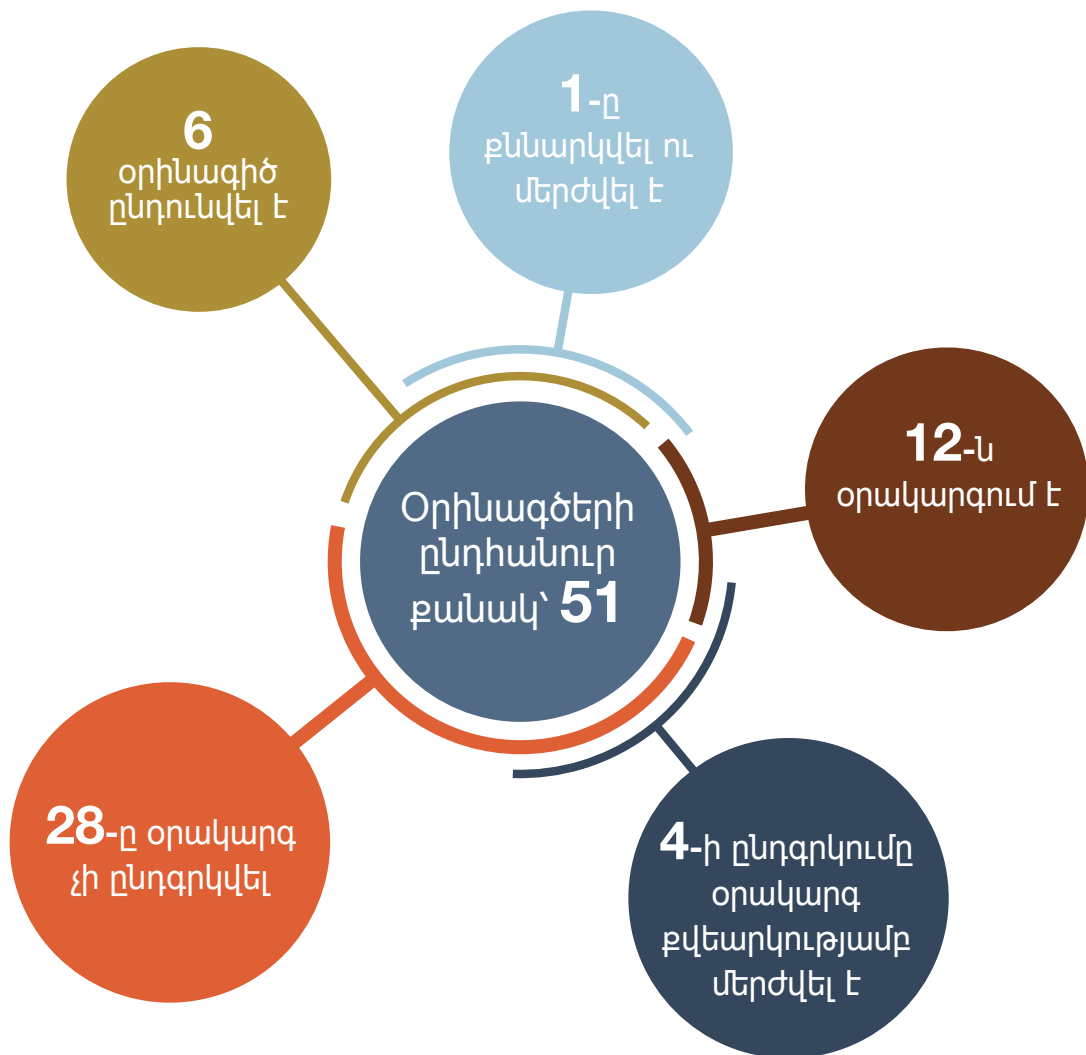 6
օրինագիծ
ընդունվել է
1-ը
քննարկվել ու
մերժվել է
12-ն
օրակարգում է
Օրինագծերի
ընդհանուր
քանակ՝ 51
28-ը օրակարգ
չի ընդգրկվել
4-ի ընդգրկումը
օրակարգ
քվեարկությամբ
մերժվել է